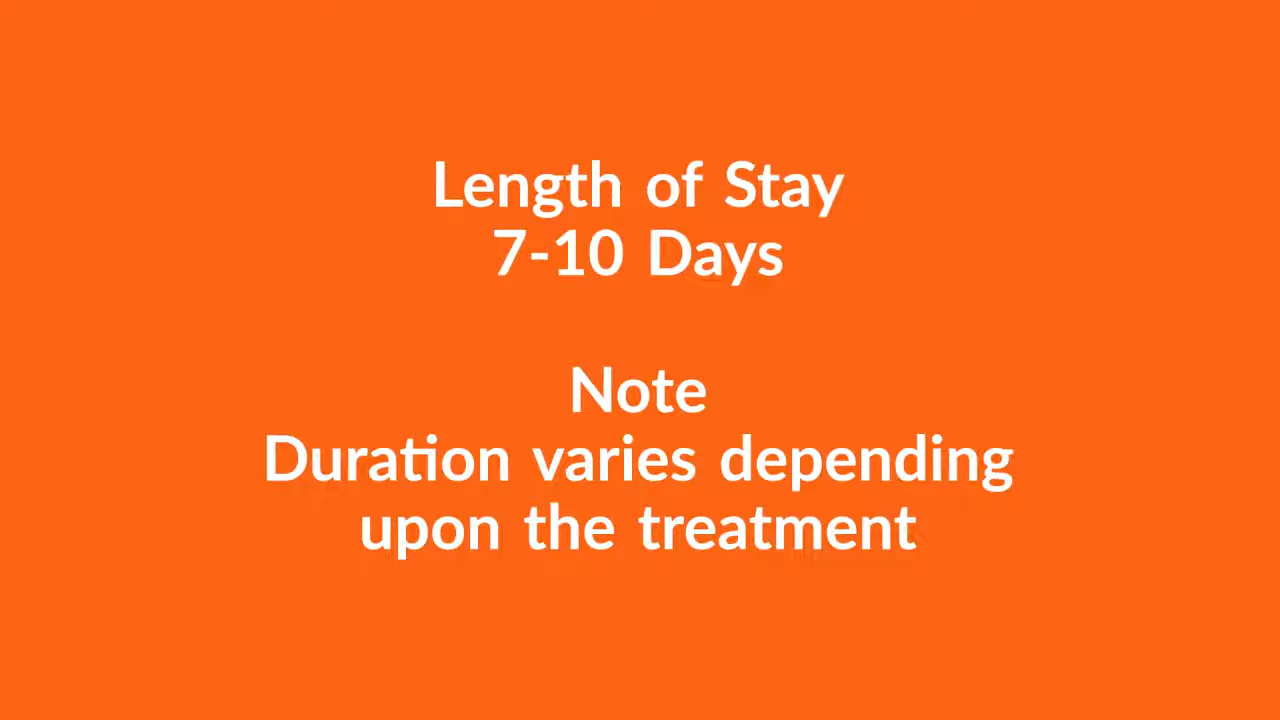 Length of Stay
7-10 Days
Note
Duration varies depending
upon the treatment